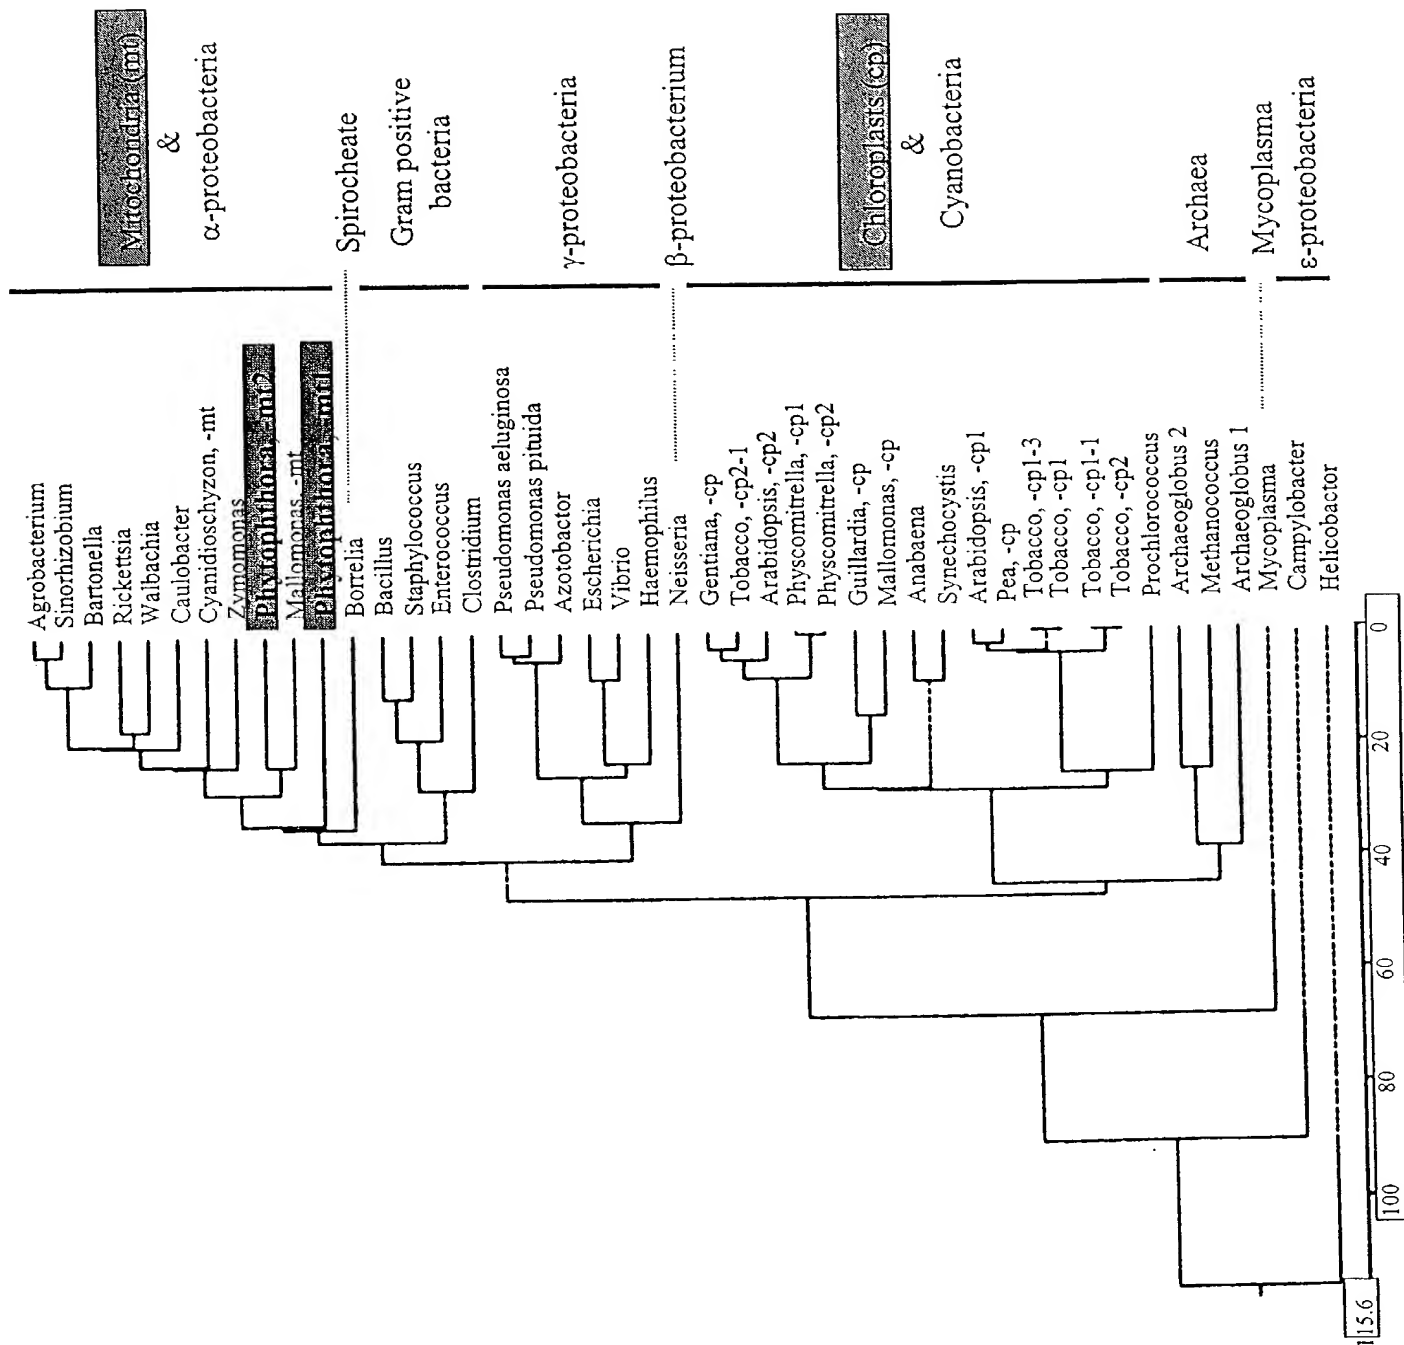 Mitochondria (mt)
&
α-proteobacteria
Spirocheate
Gram positive
bacteria
γ-proteobacteria
β-proteobacterium
Chloroplasts (cp)
&
Cyanobacteria
Archaea
Mycoplasma
ε-proteobacteria
Agrobacterium
Sinorhizobium
Bartonella
Rickettsia
Walbachia
Caulobacter
Cyanidioschyzon, -mt
Zymomonas
Phytophthora, -mt2
Mallomonas, -mt
Phytophthora, -mt1
Borrelia
Bacillus
Staphylococcus
Enterococcus
Clostridium
Pseudomonas aeluginosa
Pseudomonas pituida
Azotobactor
Escherichia
Vibrio
Haemophilus
Neisseria
Gentiana, -cp
Tobacco, -cp2-1
Arabidopsis, -cp2
Physcomitrella, -cp1
Physcomitrella, -cp2
Guillardia, -cp
Mallomonas, -cp
Anabaena
Synechocystis
Arabidopsis, -cp1
Pea, -cp
Tobacco, -cp1-3
Tobacco, -cp1
Tobacco, -cp1-1
Tobacco, -cp2
Prochlorococcus
Archaeoglobus 2
Methanococcus
Archaeoglobus 1
Mycoplasma
Campylobacter
Helicobactor
115.6
100
80
60
40
20
0